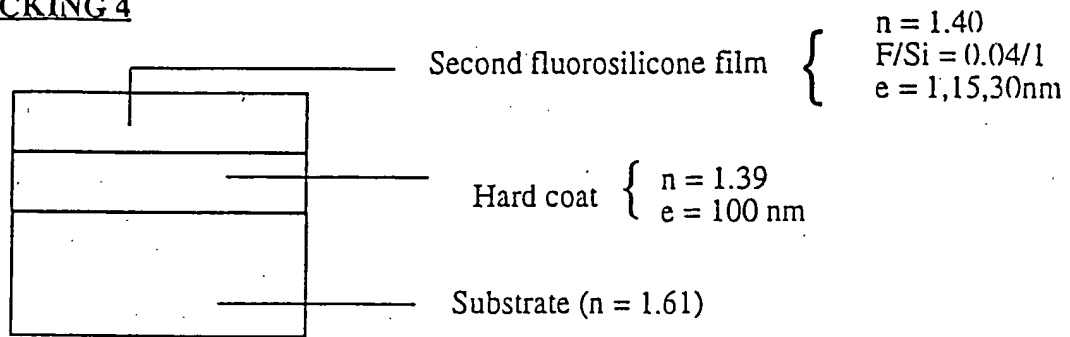 CKING 4
Second fluorosilicone film { n = 1.40
F/Si = 0.04/1
e = 1,15,30nm
Hard coat { n = 1.39
e = 100 nm
Substrate (n = 1.61)